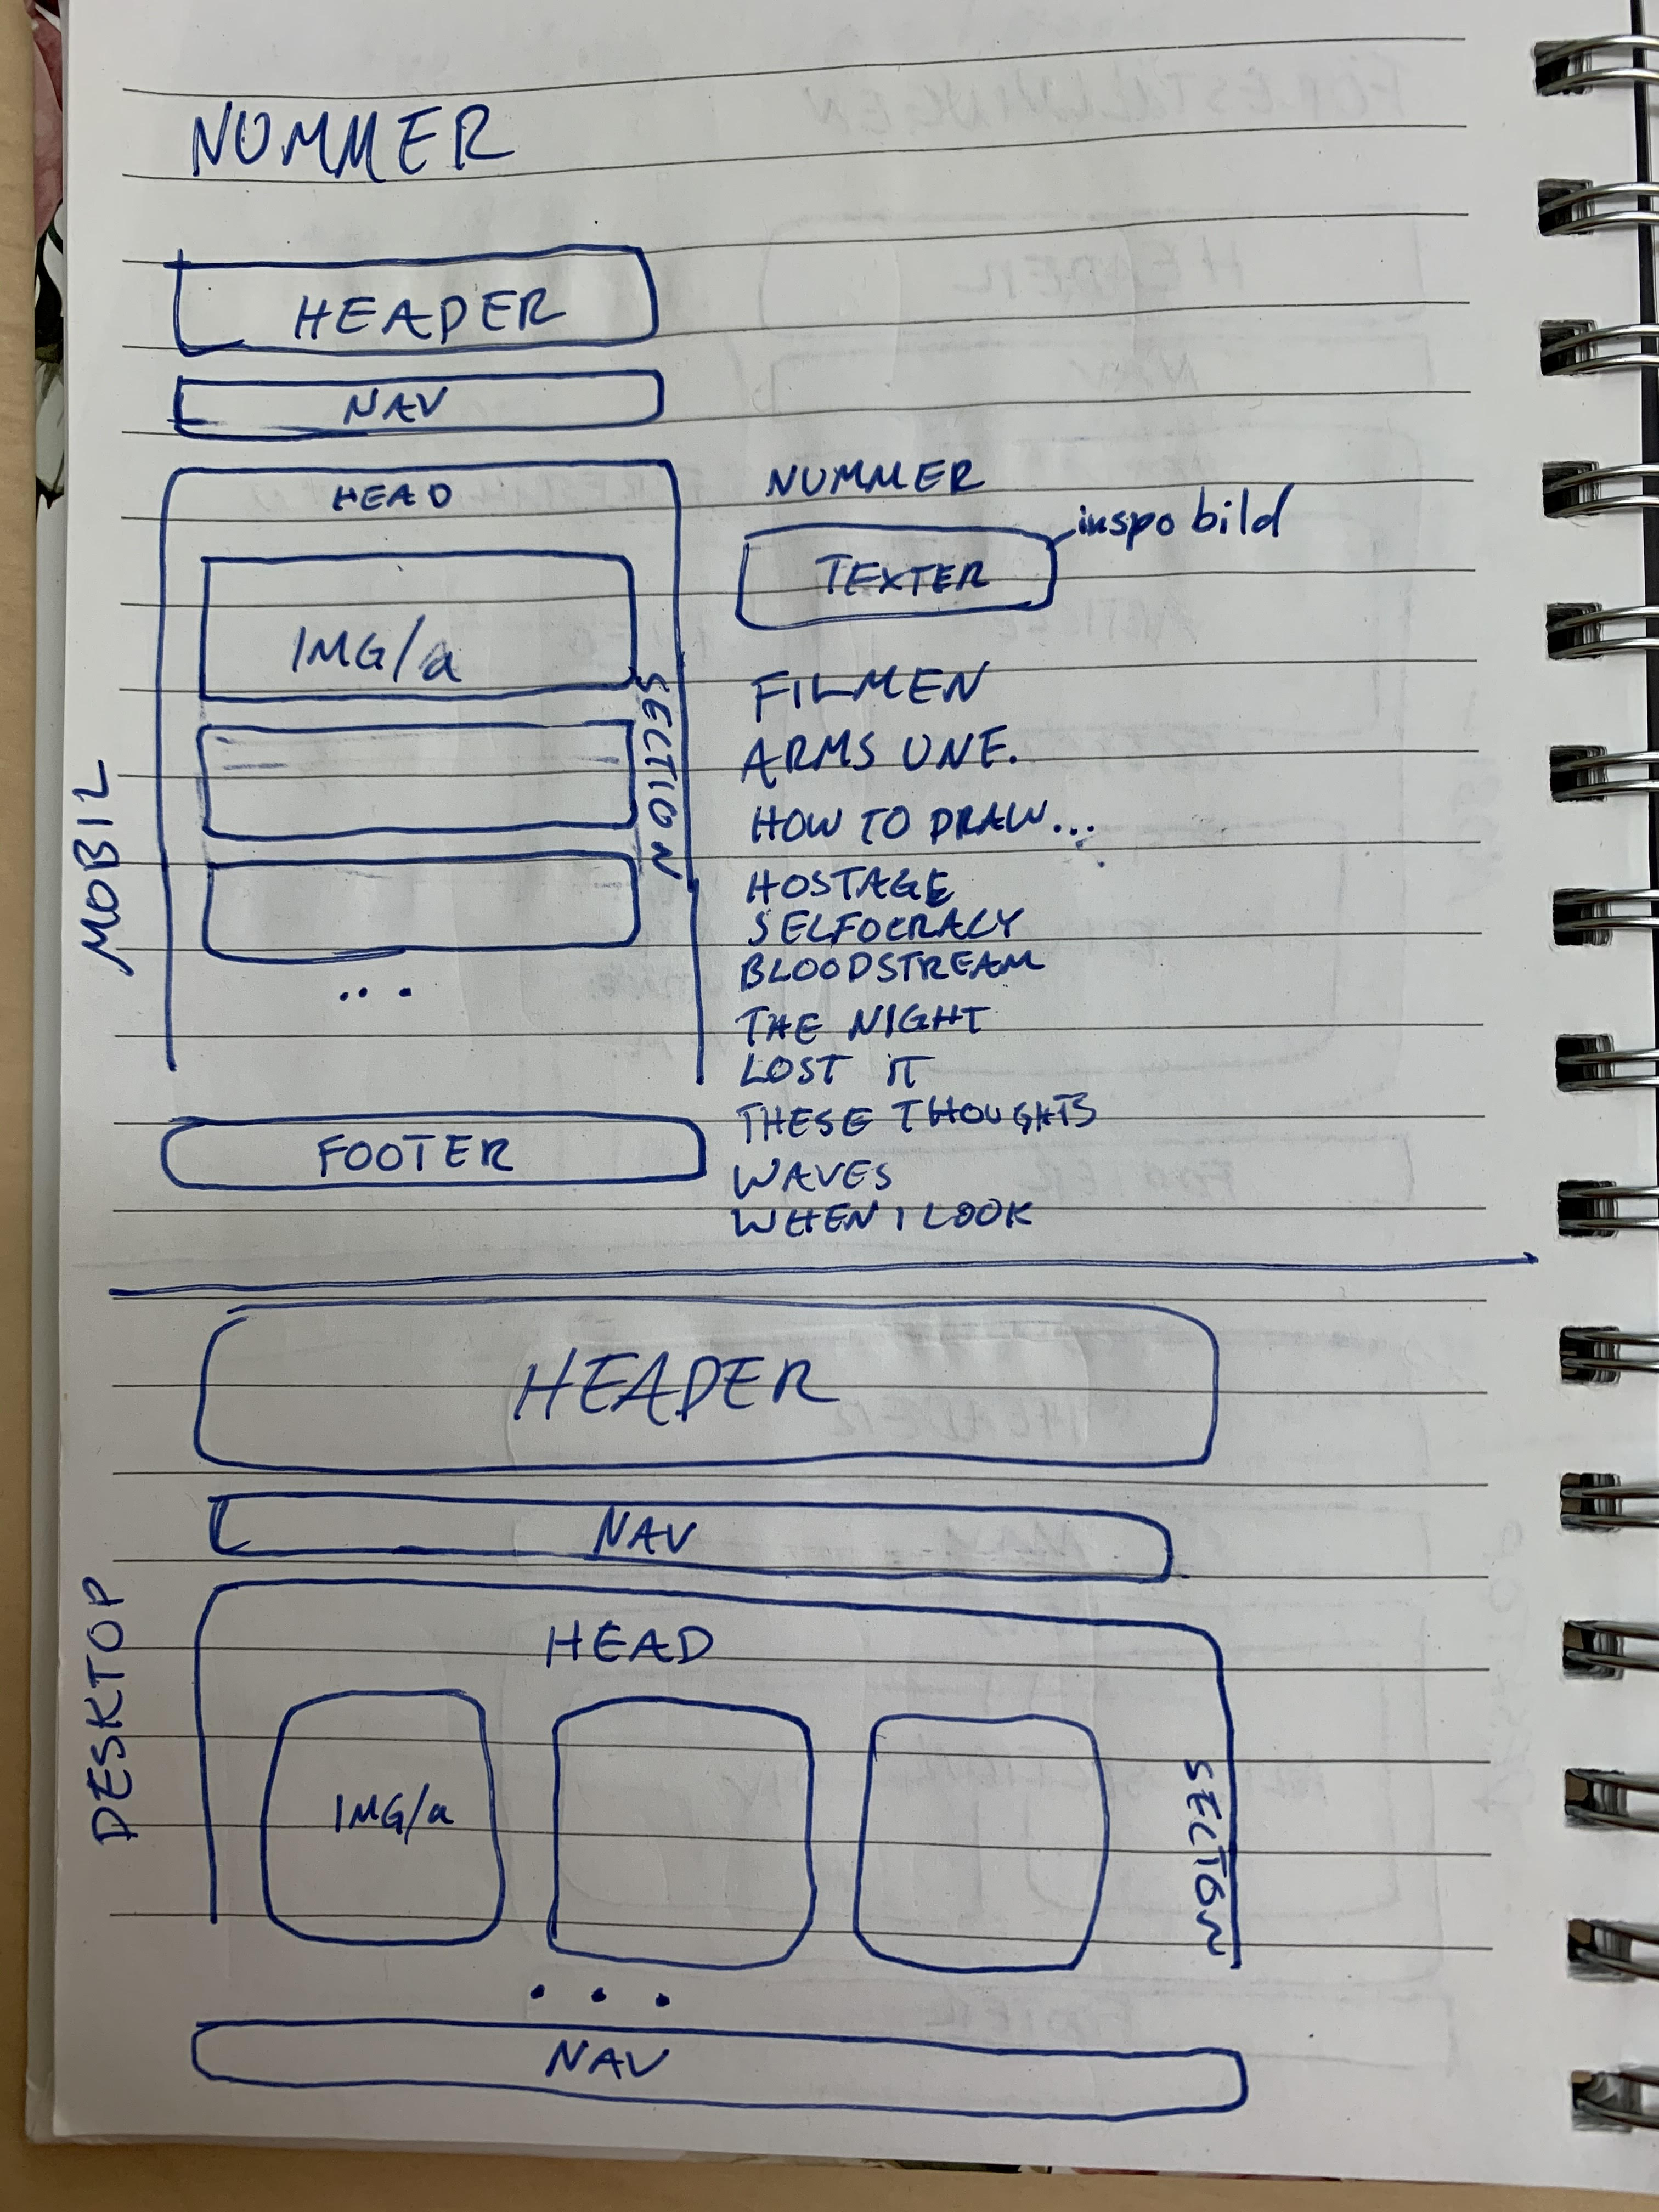 NUMMER
HEADER
NAV
HEAD
IMG/a
SECTION
...
FOOTER
MOBIL
NUMMER
inspo bild
TEXTER
FILMEN
ARMS UNE.
HOW TO DRAW...
HOSTAGE
SELFOCRACY
BLOODSTREAM
THE NIGHT
LOST IT
THESE THOUGHTS
WAVES
WHEN I LOOK
HEADER
NAV
HEAD
IMG/a
SECTION
...
NAV
DESKTOP